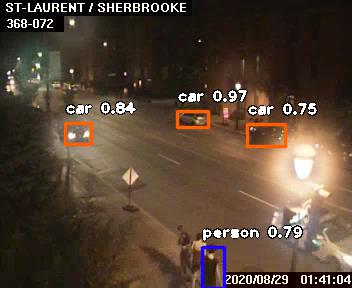 ST-LAURENT / SHERBROOKE
368-072
car 0.97
car 0.84
car 0.75
person 0.79
2020/08/29 01:41:04